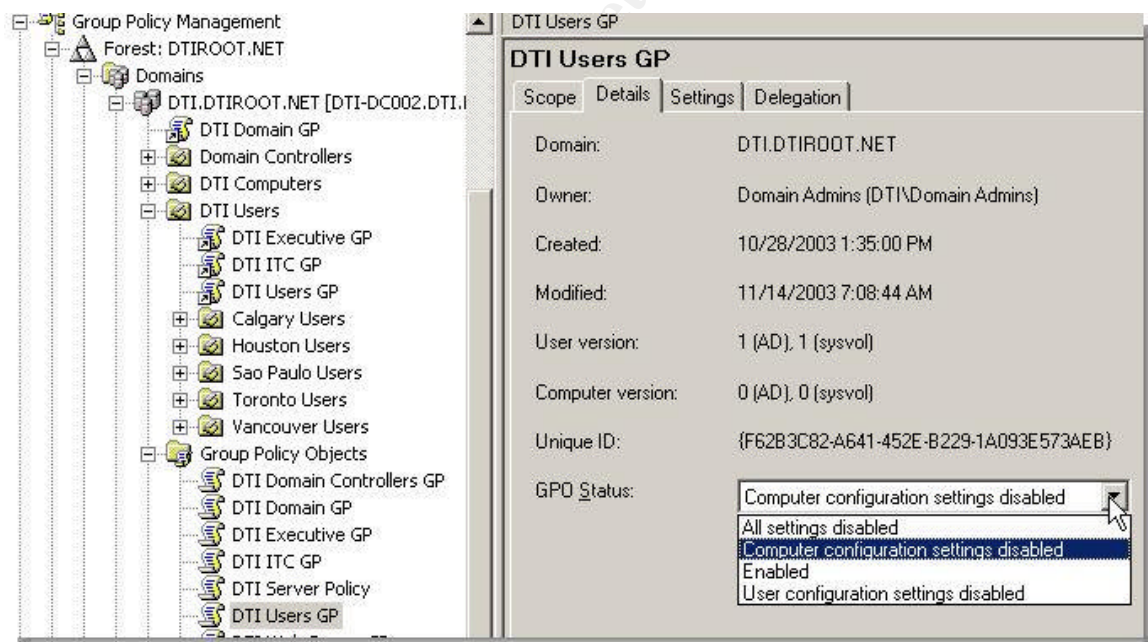 Group Policy Management
Forest: DTIROOT.NET
Domains
DTI.DTIROOT.NET [DTI-DC002.DTI.
DTI Domain GP
Domain Controllers
DTI Computers
DTI Users
DTI Executive GP
DTI ITC GP
DTI Users GP
Calgary Users
Houston Users
Sao Paulo Users
Toronto Users
Vancouver Users
Group Policy Objects
DTI Domain Controllers GP
DTI Domain GP
DTI Executive GP
DTI ITC GP
DTI Server Policy
DTI Users GP
DTI Users GP
DTI Users GP
Scope Details Settings Delegation
Domain: DTI.DTIROOT.NET
Owner: Domain Admins (DTI\Domain Admins)
Created: 10/28/2003 1:35:00 PM
Modified: 11/14/2003 7:08:44 AM
User version: 1 (AD), 1 (sysvol)
Computer version: 0 (AD), 0 (sysvol)
Unique ID: {F62B3C82-A641-452E-B229-1A093E573AEB}
GPO Status: Computer configuration settings disabled
All settings disabled
Computer configuration settings disabled
Enabled
User configuration settings disabled